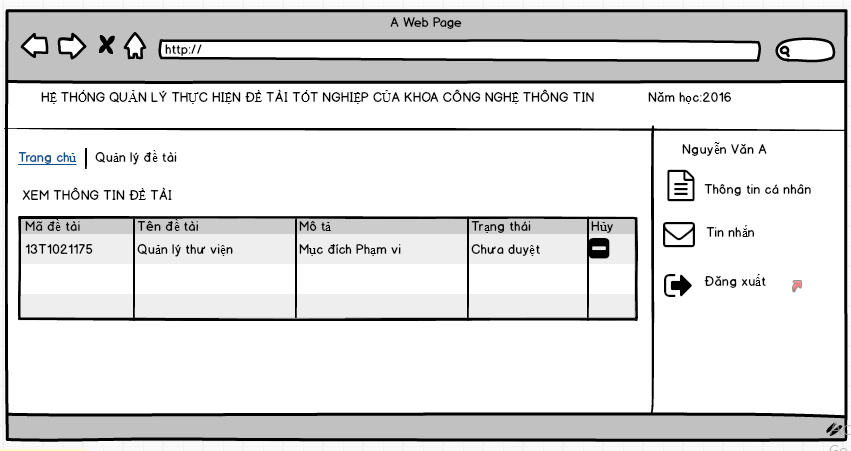 A Web Page
http://
HỆ THỐNG QUẢN LÝ THỰC HIỆN ĐỀ TÀI TỐT NGHIỆP CỦA KHOA CÔNG NGHỆ THÔNG TIN Năm học:2016
Trang chủ Quản lý đề tài
XEM THÔNG TIN ĐỀ TÀI
Mã đề tài Tên đề tài Mô tả Trạng thái Hủy
13T1021175 Quản lý thư viện Mục đích Phạm vi Chưa duyệt
Nguyễn Văn A
Thông tin cá nhân
Tin nhắn
Đăng xuất